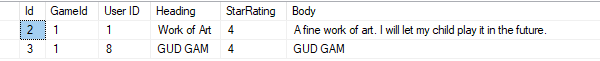 Id GameId User ID Heading StarRating Body
2 1 1 Work of Art 4 A fine work of art. I will let my child play it in the future.
3 1 8 GUD GAM 4 GUD GAM